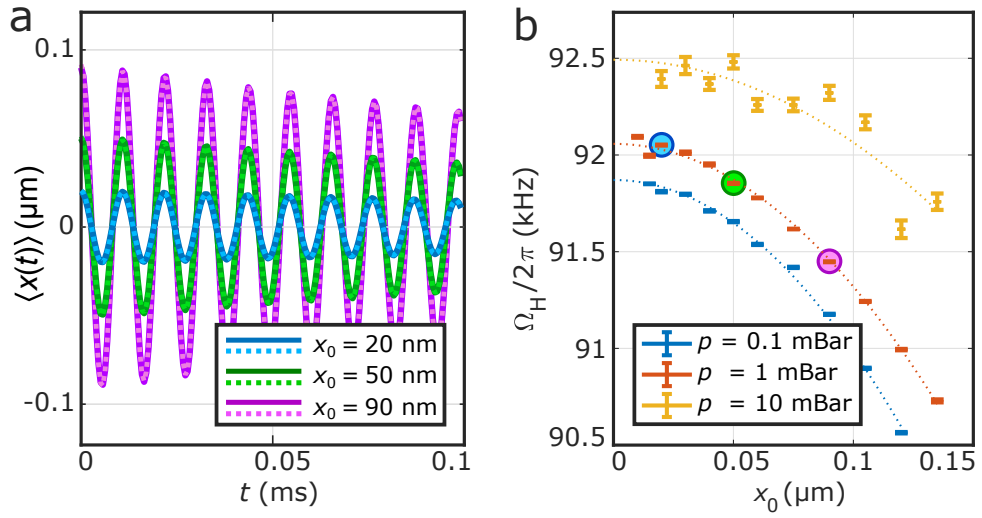 a
0.1
0
-0.1
⟨x(t)⟩ (μm)
x₀ = 20 nm
x₀ = 50 nm
x₀ = 90 nm
0
0.05
0.1
t (ms)
b
92.5
92
91.5
91
90.5
Ω_H/2π (kHz)
p = 0.1 mBar
p = 1 mBar
p = 10 mBar
0
0.05
0.1
0.15
x₀ (μm)